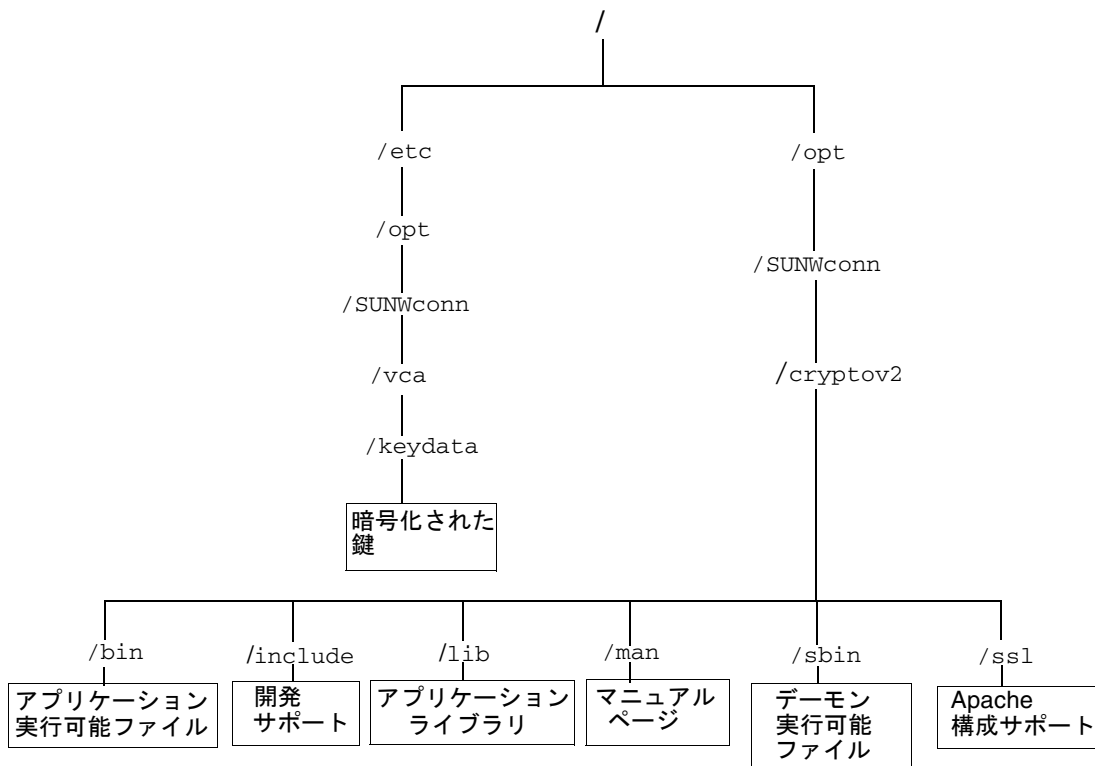 /
/etc
/opt
/opt
/SUNWconn
/SUNWconn
/vca
/cryptov2
/keydata
暗号化された
鍵
/bin
/include
/lib
/man
/sbin
/ssl
アプリケーション
実行可能ファイル
開発
サポート
アプリケーション
ライブラリ
マニュアル
ページ
デーモン
実行可能
ファイル
Apache
構成サポート